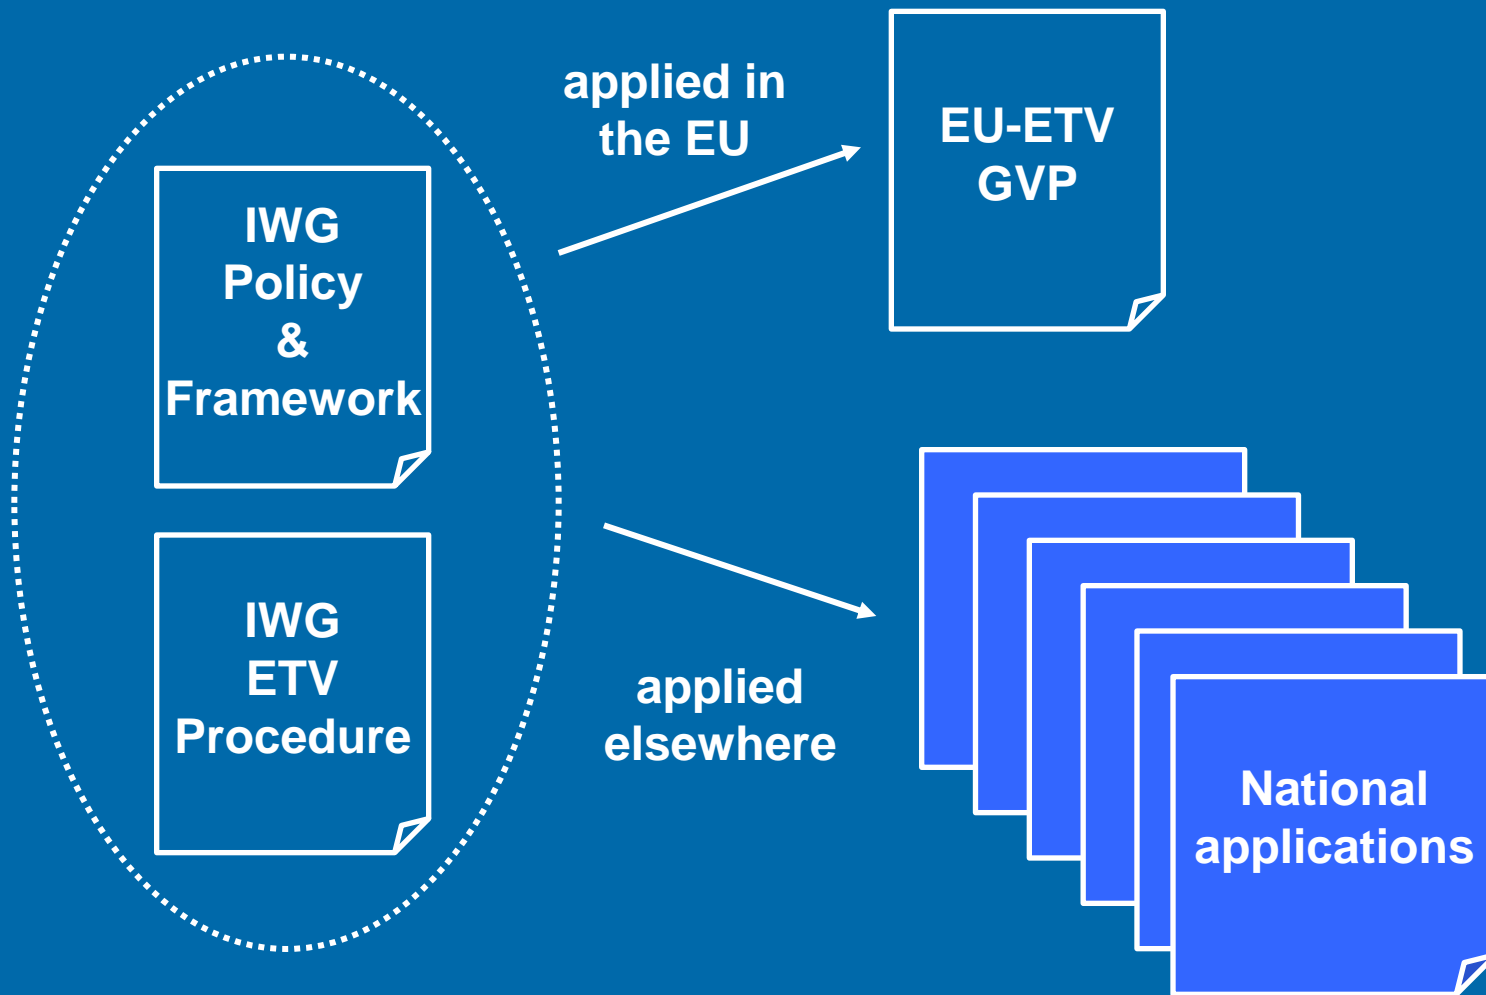 IWG
Policy
&
Framework
IWG
ETV
Procedure
applied in
the EU
EU-ETV
GVP
applied
elsewhere
National
applications